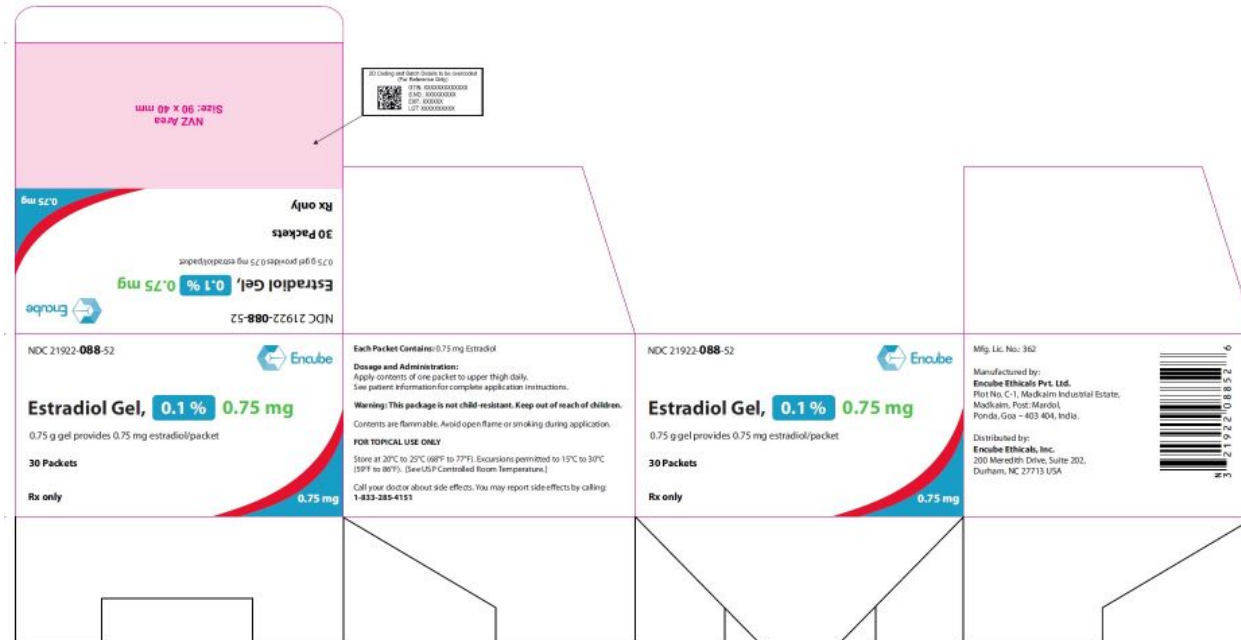 2D Coding and Batch Details to be overcoded
(For Reference Only)
GTIN: XXXXXXXXXXXXXX
S.NO.: XXXXXXXXXX
EXP.: XXXXXX
LOT: XXXXXXXXXX
NVZ Area
Size: 90 x 40 mm
NDC 21922-088-52
Encube
Estradiol Gel, 0.1 % 0.75 mg
0.75 g gel provides 0.75 mg estradiol/packet
30 Packets
Rx only
0.75 mg
NDC 21922-088-52
Encube
Estradiol Gel, 0.1 % 0.75 mg
0.75 g gel provides 0.75 mg estradiol/packet
30 Packets
Rx only
0.75 mg
Each Packet Contains: 0.75 mg Estradiol
Dosage and Administration:
Apply contents of one packet to upper thigh daily.
See patient information for complete application instructions.
Warning: This package is not child-resistant. Keep out of reach of children.
Contents are flammable. Avoid open flame or smoking during application.
FOR TOPICAL USE ONLY
Store at 20°C to 25°C (68°F to 77°F). Excursions permitted to 15°C to 30°C
(59°F to 86°F). [See USP Controlled Room Temperature.]
Call your doctor about side effects. You may report side effects by calling:
1-833-285-4151
NDC 21922-088-52
Encube
Estradiol Gel, 0.1 % 0.75 mg
0.75 g gel provides 0.75 mg estradiol/packet
30 Packets
Rx only
0.75 mg
Mfg. Lic. No.: 362
Manufactured by:
Encube Ethicals Pvt. Ltd.
Plot No. C-1, Madkaim Industrial Estate,
Madkaim, Post: Mardol,
Ponda, Goa – 403 404, India.
Distributed by:
Encube Ethicals, Inc.
200 Meredith Drive, Suite 202,
Durham, NC 27713 USA
N
3 21922 08852 6